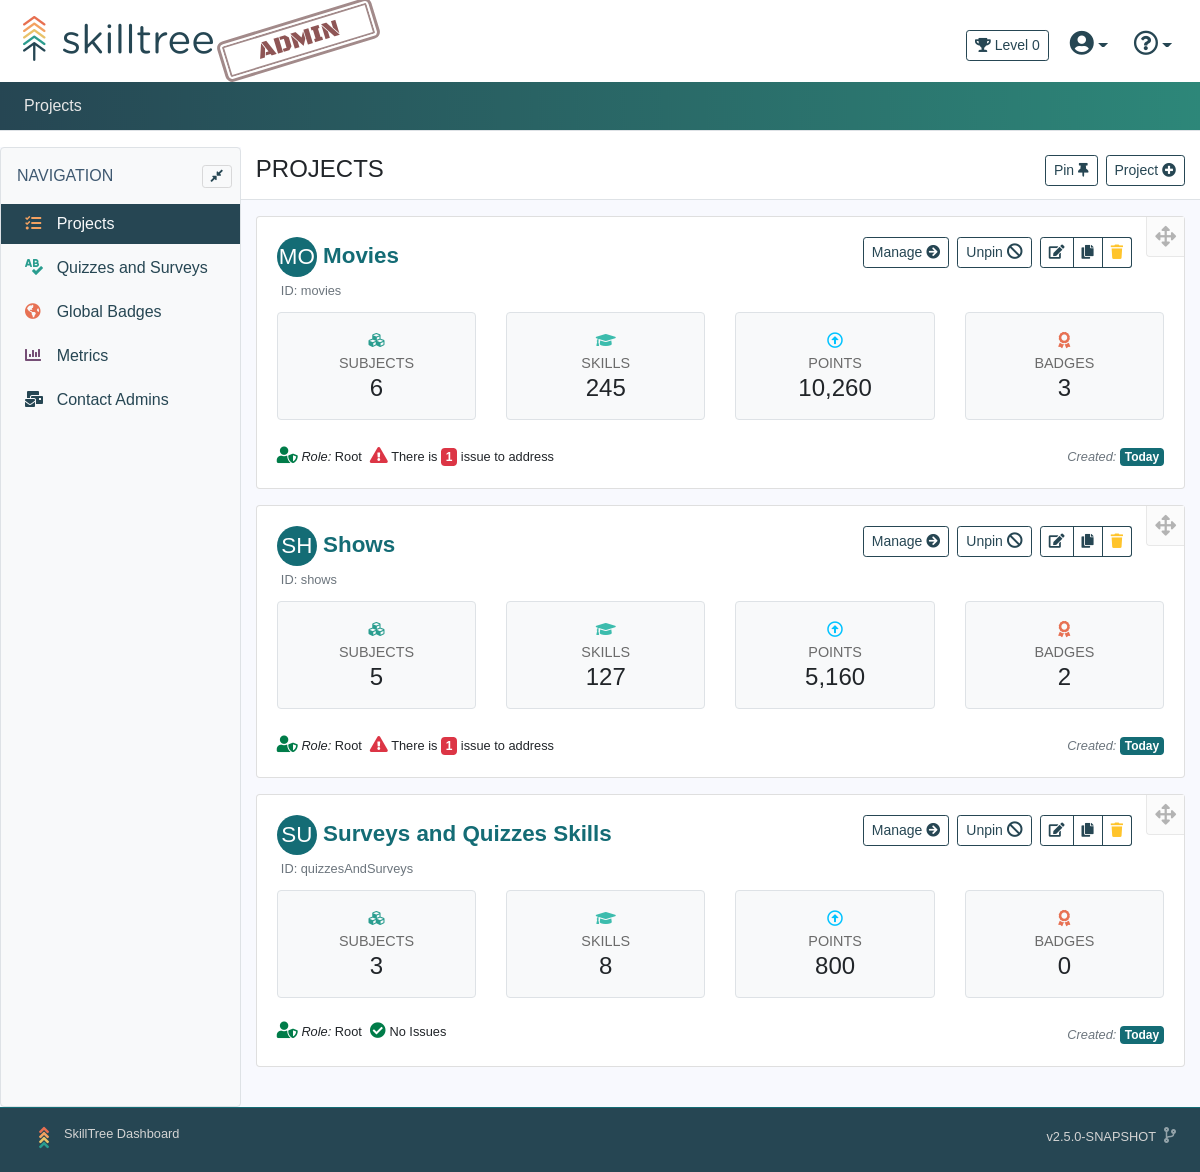 skilltree
ADMIN
Level 0
Projects
NAVIGATION
Projects
Quizzes and Surveys
Global Badges
Metrics
Contact Admins
PROJECTS
Pin
Project
MO Movies
Manage
Unpin
ID: movies
SUBJECTS
6
SKILLS
245
POINTS
10,260
BADGES
3
Role: Root There is 1 issue to address
Created: Today
SH Shows
Manage
Unpin
ID: shows
SUBJECTS
5
SKILLS
127
POINTS
5,160
BADGES
2
Role: Root There is 1 issue to address
Created: Today
SU Surveys and Quizzes Skills
Manage
Unpin
ID: quizzesAndSurveys
SUBJECTS
3
SKILLS
8
POINTS
800
BADGES
0
Role: Root No Issues
Created: Today
SkillTree Dashboard
v2.5.0-SNAPSHOT